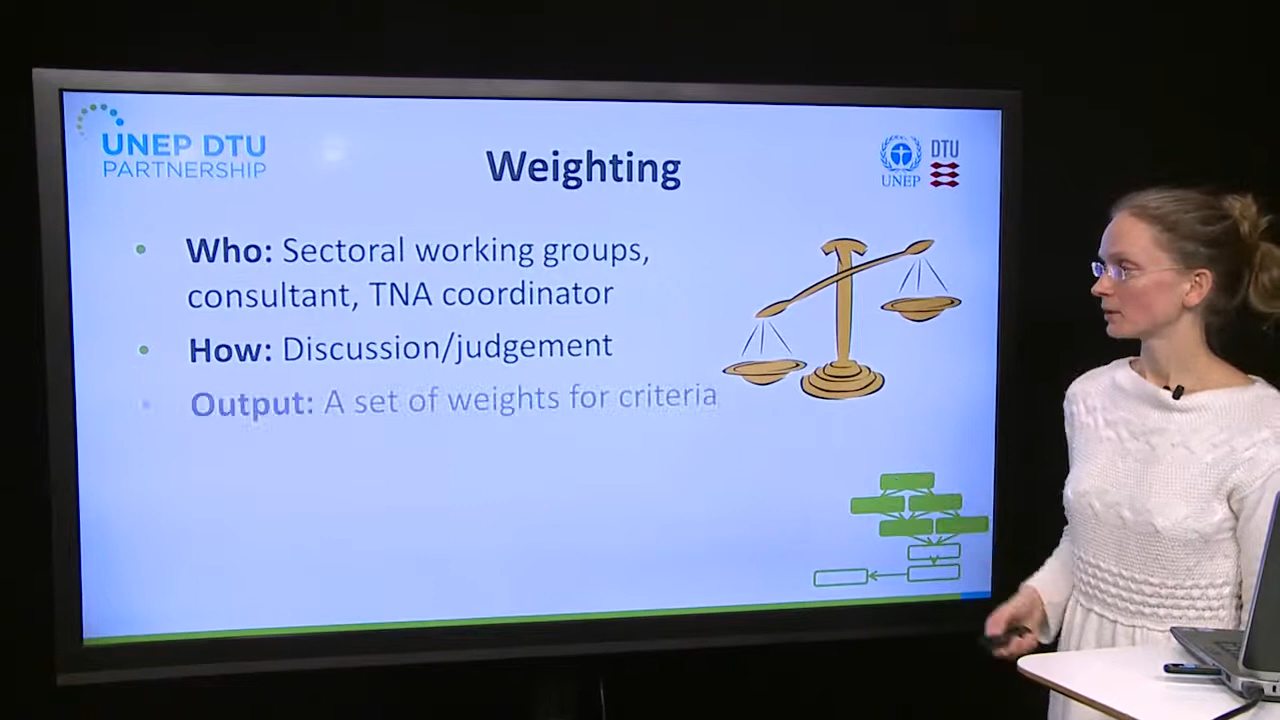 UNEP DTU
PARTNERSHIP
Weighting
UNEP
DTU
• Who: Sectoral working groups,
consultant, TNA coordinator
• How: Discussion/judgement
• Output: A set of weights for criteria